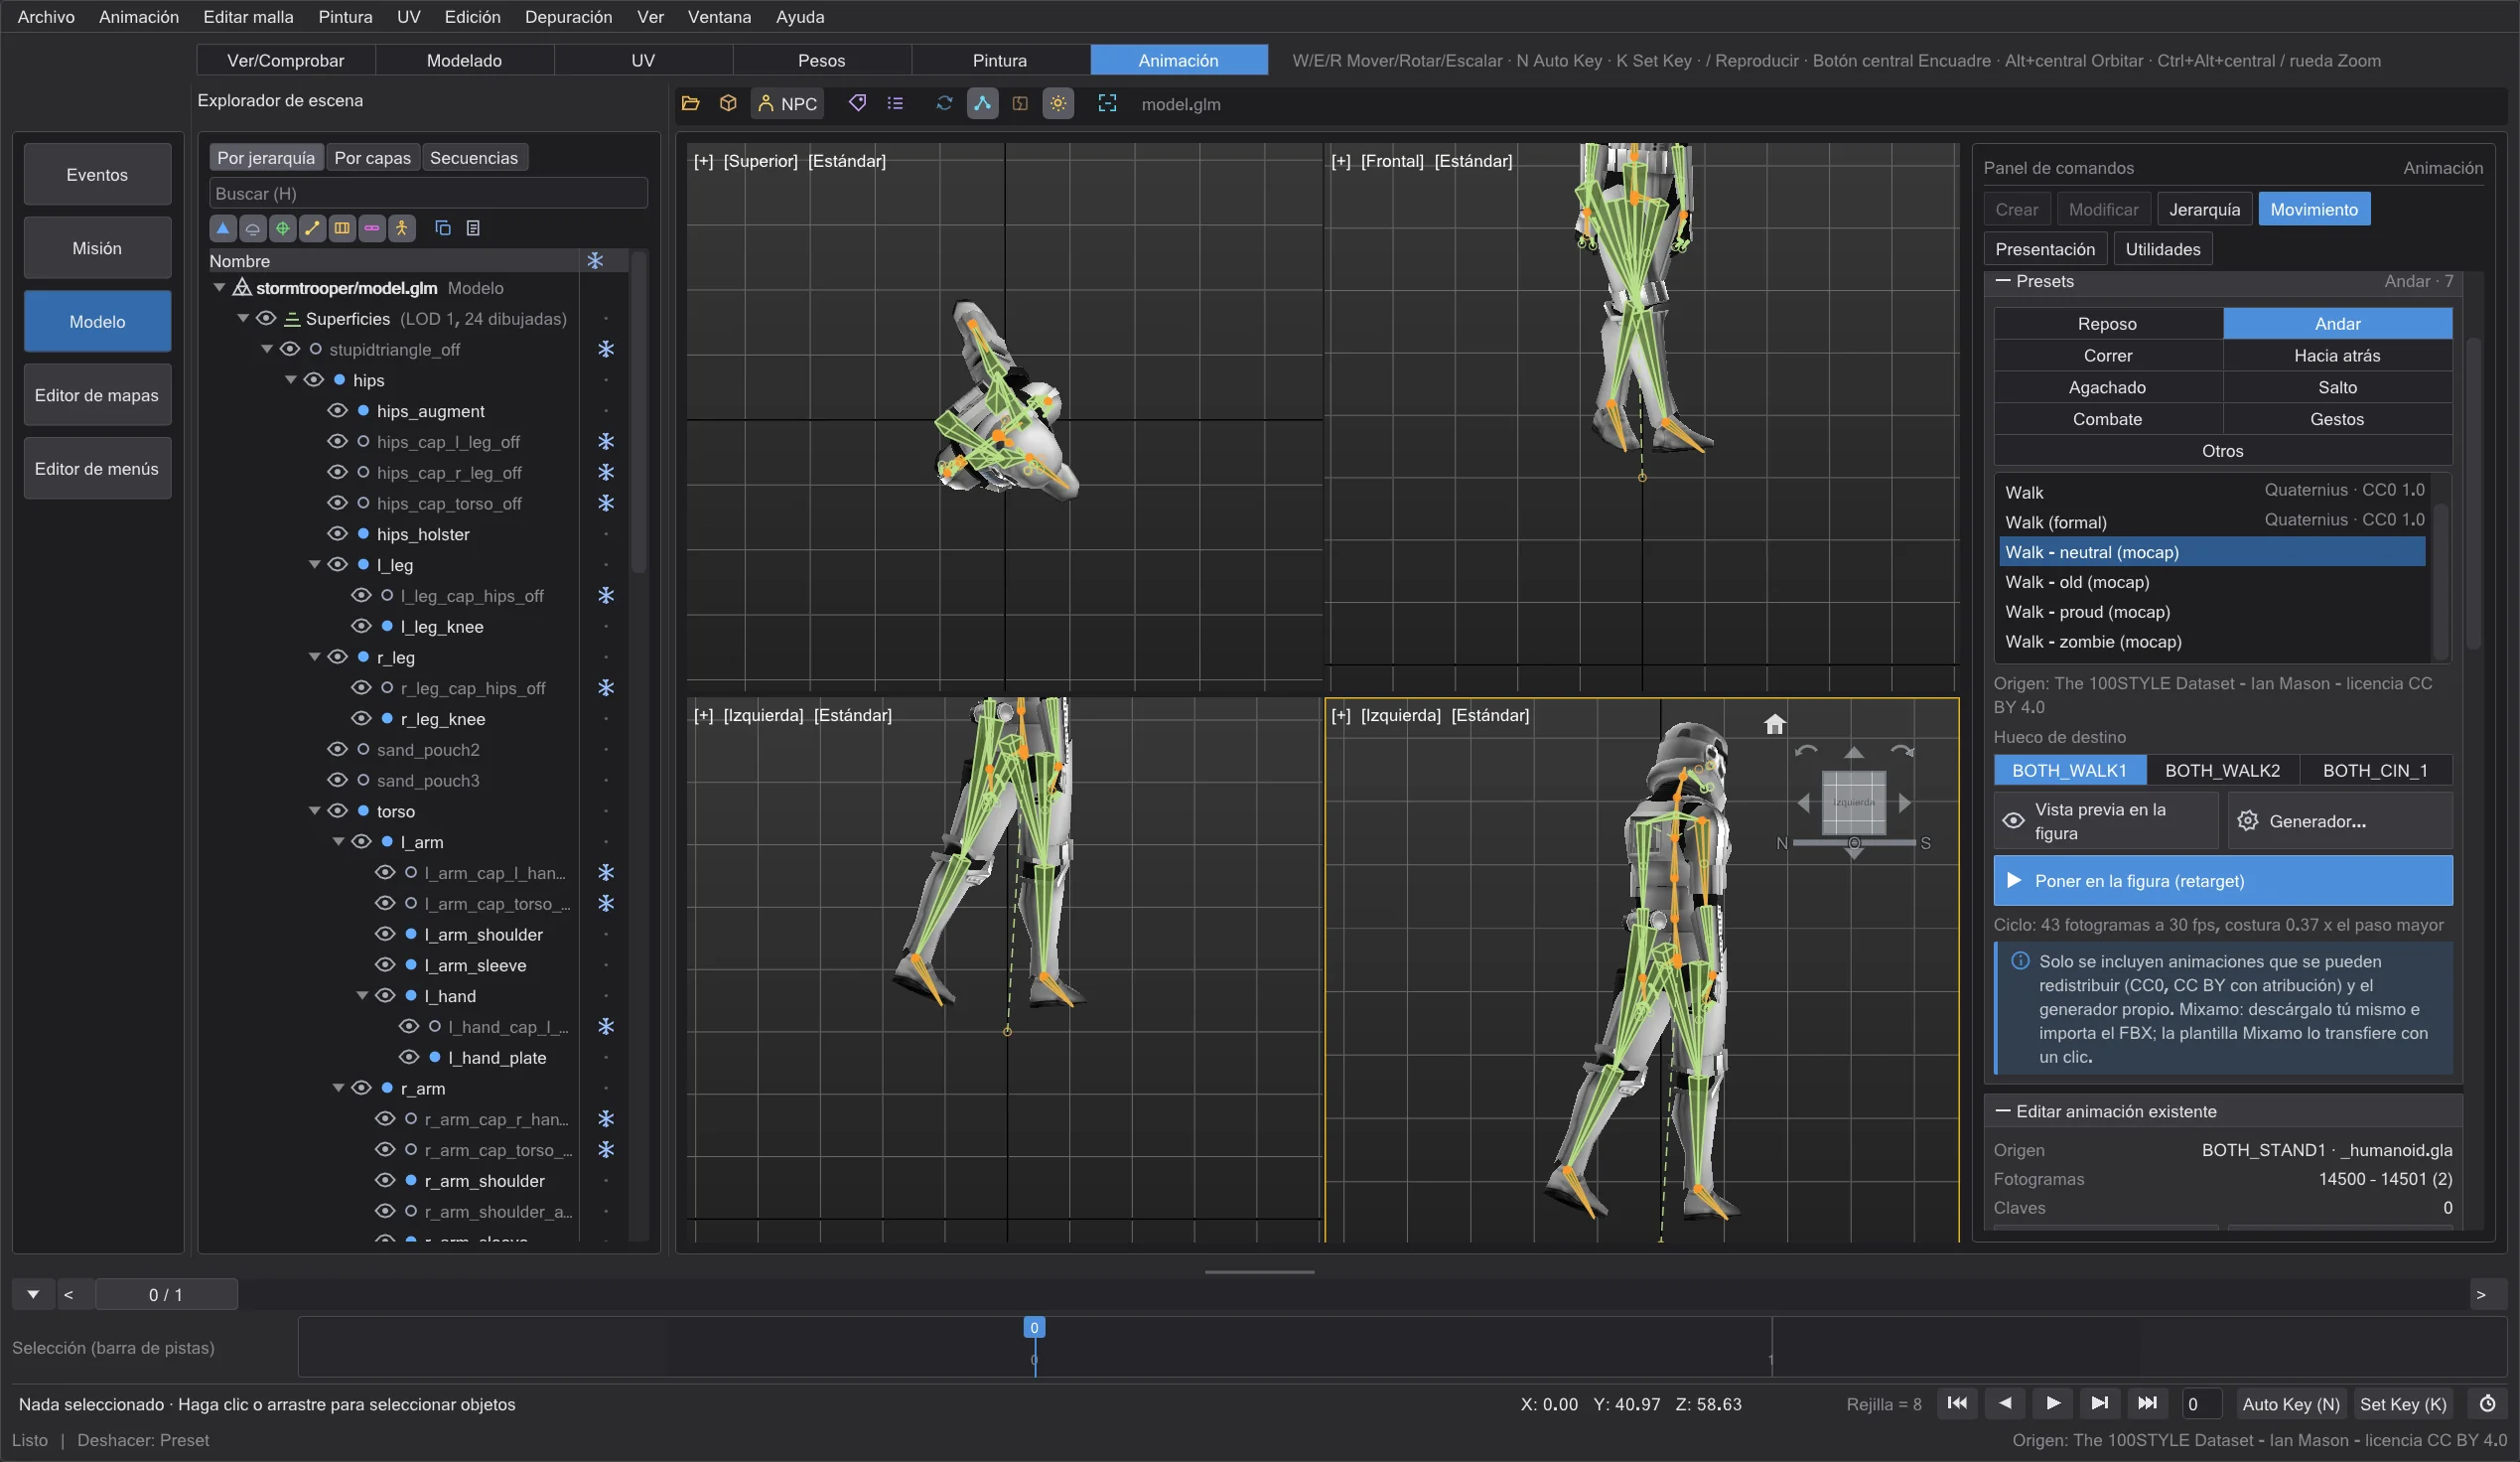 Archivo Animación Editar malla Pintura UV Edición Depuración Ver Ventana Ayuda
Ver/Comprobar Modelado UV Pesos Pintura Animación W/E/R Mover/Rotar/Escalar · N Auto Key · K Set Key · / Reproducir · Botón central Encuadre · Alt+central Orbitar · Ctrl+Alt+central / rueda Zoom
Explorador de escena
NPC model.glm
Eventos
Misión
Modelo
Editor de mapas
Editor de menús
Por jerarquía Por capas Secuencias
Buscar (H)
Nombre
stormtrooper/model.glm Modelo
Superficies (LOD 1, 24 dibujadas)
stupidtriangle_off
hips
hips_augment
hips_cap_l_leg_off
hips_cap_r_leg_off
hips_cap_torso_off
hips_holster
l_leg
l_leg_cap_hips_off
l_leg_knee
r_leg
r_leg_cap_hips_off
r_leg_knee
sand_pouch2
sand_pouch3
torso
l_arm
l_arm_cap_l_han...
l_arm_cap_torso_...
l_arm_shoulder
l_arm_sleeve
l_hand
l_hand_cap_l_...
l_hand_plate
r_arm
r_arm_cap_r_han...
r_arm_cap_torso_...
r_arm_shoulder
r_arm_shoulder_a...
r_arm_sleeve
[+] [Superior] [Estándar]
[+] [Frontal] [Estándar]
[+] [Izquierda] [Estándar]
[+] [Izquierda] [Estándar]
Izquierda
N S
Panel de comandos Animación
Crear Modificar Jerarquía Movimiento
Presentación Utilidades
Presets Andar · 7
Reposo Andar
Correr Hacia atrás
Agachado Salto
Combate Gestos
Otros
Walk Quaternius · CC0 1.0
Walk (formal) Quaternius · CC0 1.0
Walk - neutral (mocap)
Walk - old (mocap)
Walk - proud (mocap)
Walk - zombie (mocap)
Origen: The 100STYLE Dataset - Ian Mason - licencia CC
BY 4.0
Hueco de destino
BOTH_WALK1 BOTH_WALK2 BOTH_CIN_1
Vista previa en la
figura
Generador...
Poner en la figura (retarget)
Ciclo: 43 fotogramas a 30 fps, costura 0.37 x el paso mayor
Solo se incluyen animaciones que se pueden
redistribuir (CC0, CC BY con atribución) y el
generador propio. Mixamo: descárgalo tú mismo e
importa el FBX; la plantilla Mixamo lo transfiere con
un clic.
Editar animación existente
Origen BOTH_STAND1 · _humanoid.gla
Fotogramas 14500 - 14501 (2)
Claves 0
< 0 / 1 >
Selección (barra de pistas)
0
0 1
Nada seleccionado · Haga clic o arrastre para seleccionar objetos
X: 0.00 Y: 40.97 Z: 58.63
Rejilla = 8
0 Auto Key (N) Set Key (K)
Listo | Deshacer: Preset
Origen: The 100STYLE Dataset - Ian Mason - licencia CC BY 4.0